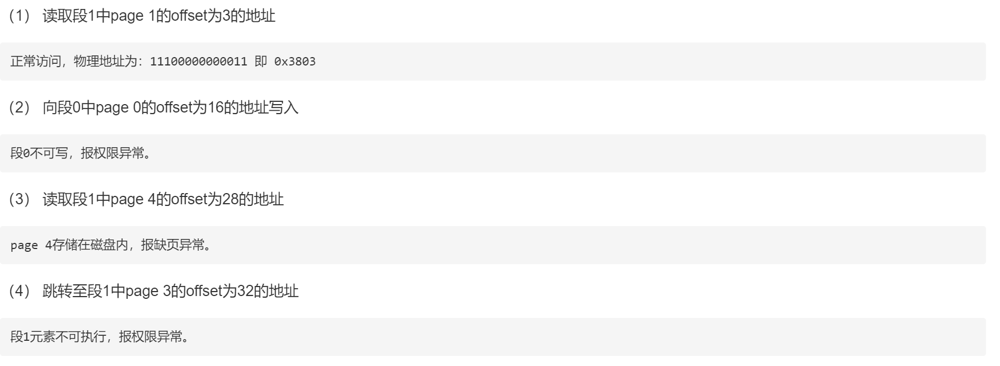 （1） 读取段1中page 1的offset为3的地址
正常访问，物理地址为：11100000000011 即 0x3803
（2） 向段0中page 0的offset为16的地址写入
段0不可写，报权限异常。
（3） 读取段1中page 4的offset为28的地址
page 4存储在磁盘内，报缺页异常。
（4） 跳转至段1中page 3的offset为32的地址
段1元素不可执行，报权限异常。